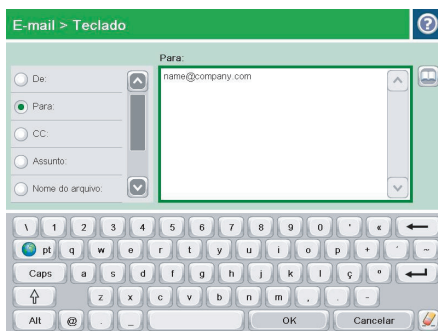 E-mail > Teclado
Para:
De:
Para:
CC:
Assunto:
Nome do arquivo:
name@company.com
\ 1 2 3 4 5 6 7 8 9 0 ' «
pt q w e r t y u i o p + ´ ~
Caps a s d f g h j k l ç º
z x c v b n m , . -
Alt @ . _ OK Cancelar